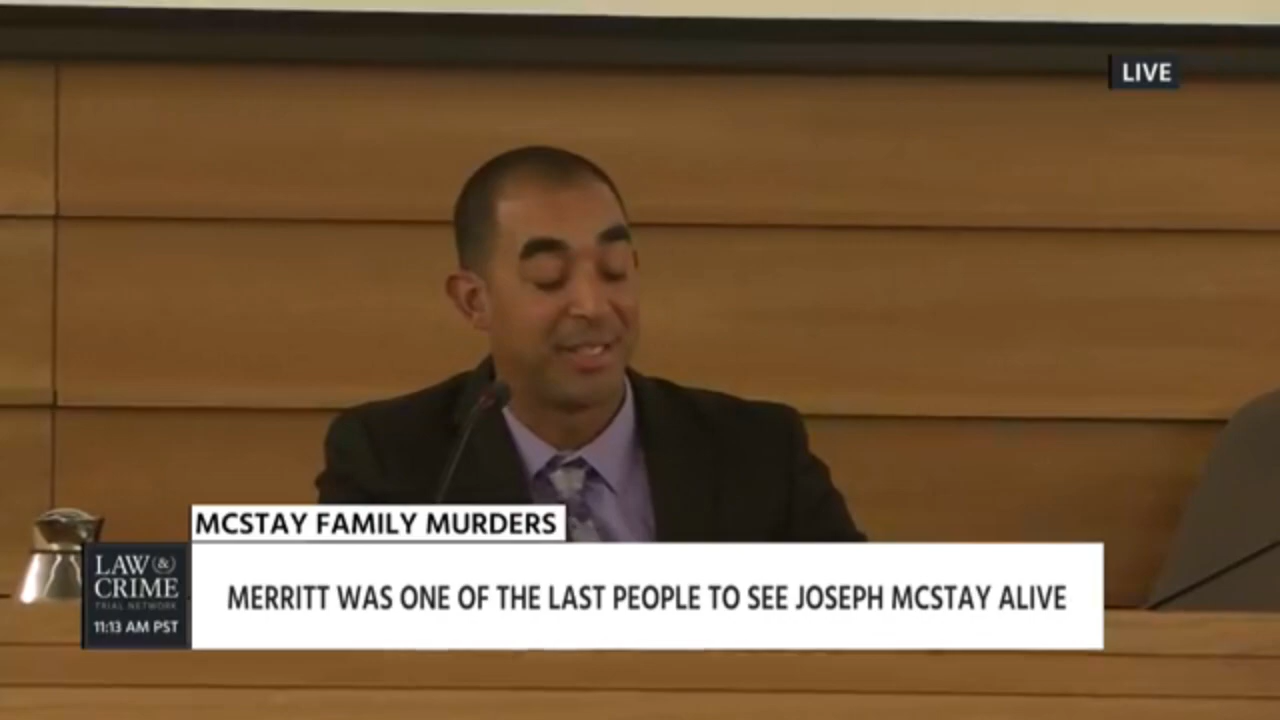 LIVE
MCSTAY FAMILY MURDERS
LAW &
CRIME
TRIAL NETWORK
11:13 AM PST
MERRITT WAS ONE OF THE LAST PEOPLE TO SEE JOSEPH MCSTAY ALIVE